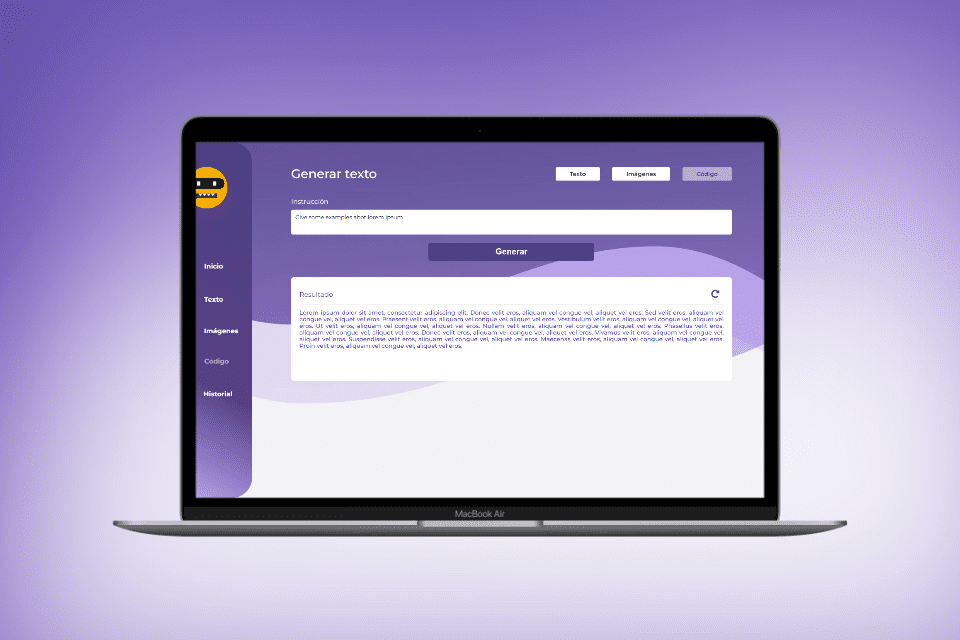 Generar texto
Texto
Imágenes
Código
Instrucción
Give some examples abot lorem ipsum
Generar
Inicio
Texto
Imágenes
Código
Historial
Resultado
Lorem ipsum dolor sit amet, consectetur adipiscing elit. Donec velit eros, aliquam vel congue vel, aliquet vel eros. Sed velit eros, aliquam vel
congue vel, aliquet vel eros. Praesent velit eros, aliquam vel congue vel, aliquet vel eros. Vestibulum velit eros, aliquam vel congue vel, aliquet vel
eros. Ut velit eros, aliquam vel congue vel, aliquet vel eros. Nullam velit eros, aliquam vel congue vel, aliquet vel eros. Phasellus velit eros,
aliquam vel congue vel, aliquet vel eros. Donec velit eros, aliquam vel congue vel, aliquet vel eros. Vivamus velit eros, aliquam vel congue vel,
aliquet vel eros. Suspendisse velit eros, aliquam vel congue vel, aliquet vel eros. Maecenas velit eros, aliquam vel congue vel, aliquet vel eros.
Proin velit eros, aliquam vel congue vel, aliquet vel eros.
MacBook Air